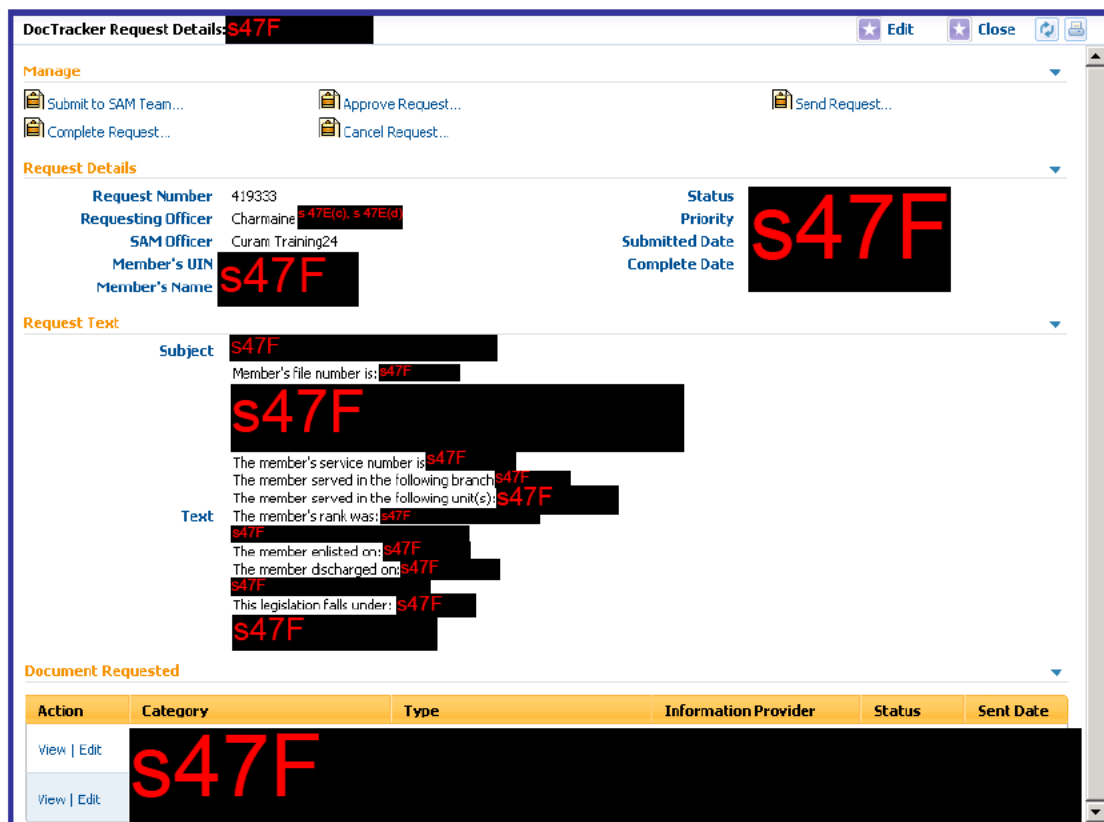 DocTracker Request Details: s47F Edit Close
Manage
Submit to SAM Team... Approve Request... Send Request...
Complete Request... Cancel Request...
Request Details
Request Number 419333 Status s47F
Requesting Officer Charmaine s 47E(c), s 47E(d) Priority
SAM Officer Curam Training24 Submitted Date
Member's UIN s47F Complete Date
Member's Name
Request Text
Subject s47F
Member's file number is: s47F
s47F
The member's service number is s47F
The member served in the following branch s47F
The member served in the following unit(s): s47F
Text The member's rank was: s47F
s47F
The member enlisted on: s47F
The member discharged on: s47F
s47F
This legislation falls under: s47F
s47F
Document Requested
Action Category Type Information Provider Status Sent Date
View | Edit s47F
View | Edit